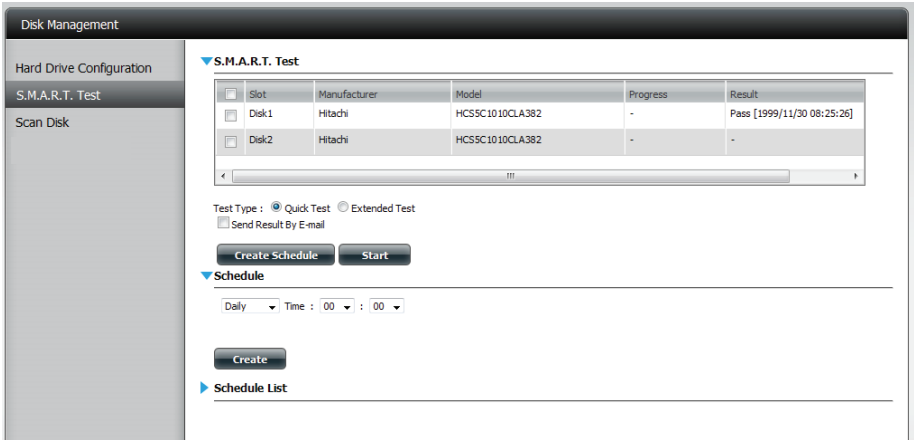 Disk Management
Hard Drive Configuration
S.M.A.R.T. Test
Scan Disk
S.M.A.R.T. Test
Slot Manufacturer Model Progress Result
Disk1 Hitachi HCS5C1010CLA382 - Pass [1999/11/30 08:25:26]
Disk2 Hitachi HCS5C1010CLA382 - -
Test Type : Quick Test Extended Test
Send Result By E-mail
Create Schedule Start
Schedule
Daily Time : 00 : 00
Create
Schedule List